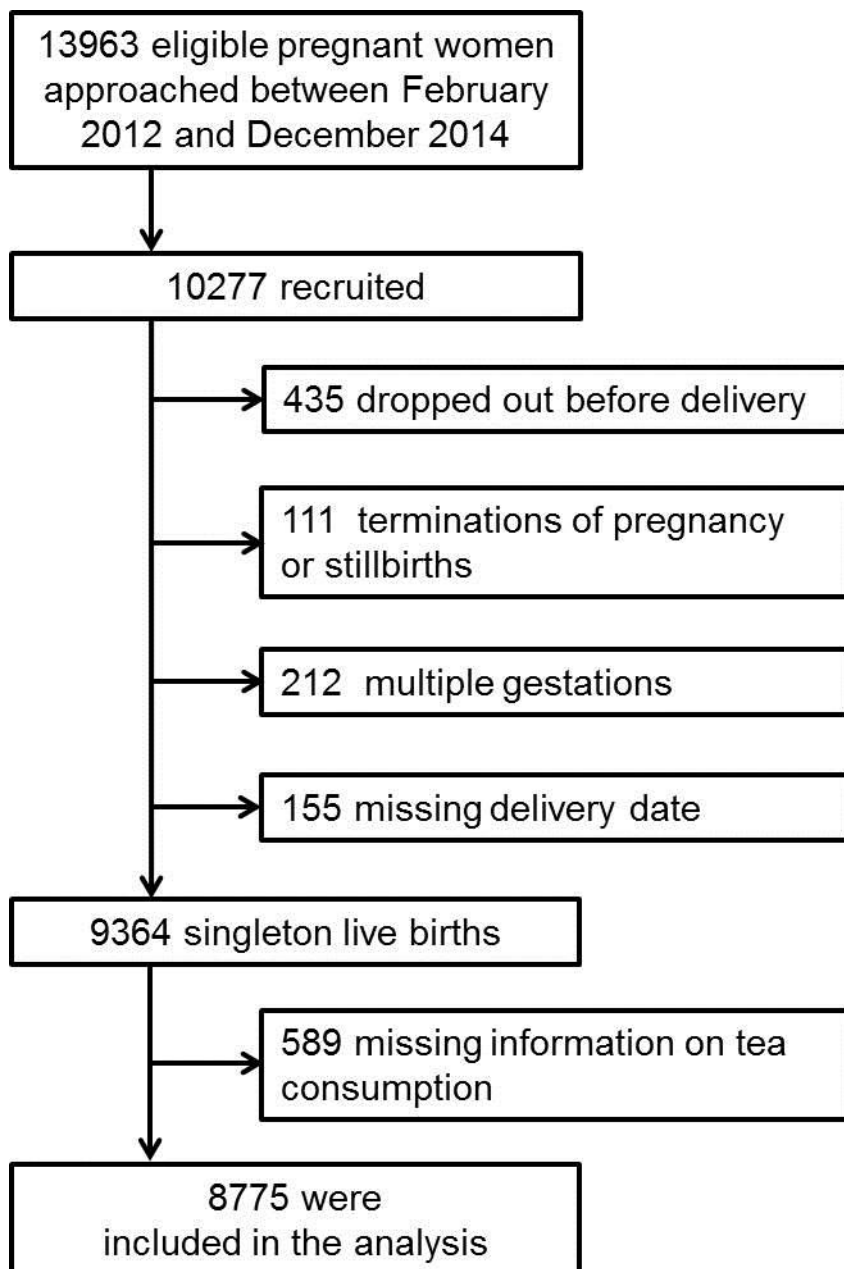 13963 eligible pregnant women
approached between February
2012 and December 2014
10277 recruited
435 dropped out before delivery
111 terminations of pregnancy
or stillbirths
212 multiple gestations
155 missing delivery date
9364 singleton live births
589 missing information on tea
consumption
8775 were
included in the analysis